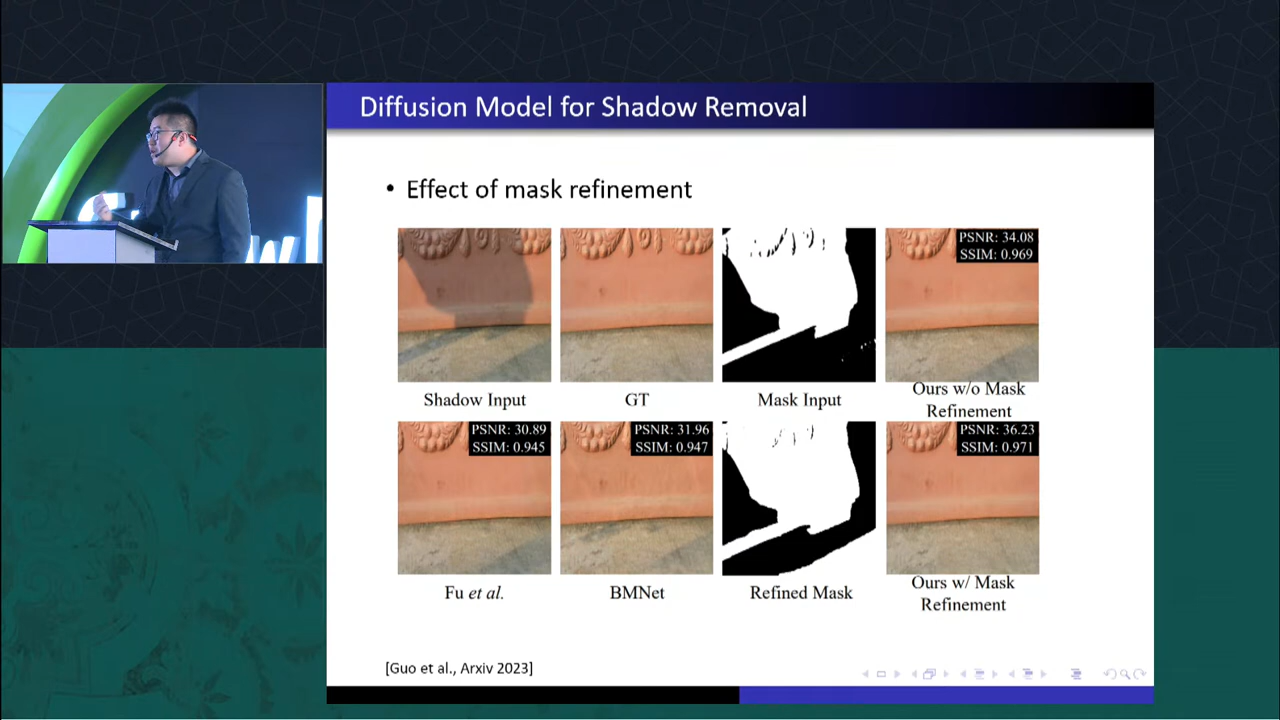 Diffusion Model for Shadow Removal
• Effect of mask refinement
PSNR: 34.08
SSIM: 0.969
Shadow Input
GT
Mask Input
Ours w/o Mask
Refinement
PSNR: 30.89
SSIM: 0.945
PSNR: 31.96
SSIM: 0.947
PSNR: 36.23
SSIM: 0.971
Fu et al.
BMNet
Refined Mask
Ours w/ Mask
Refinement
[Guo et al., Arxiv 2023]